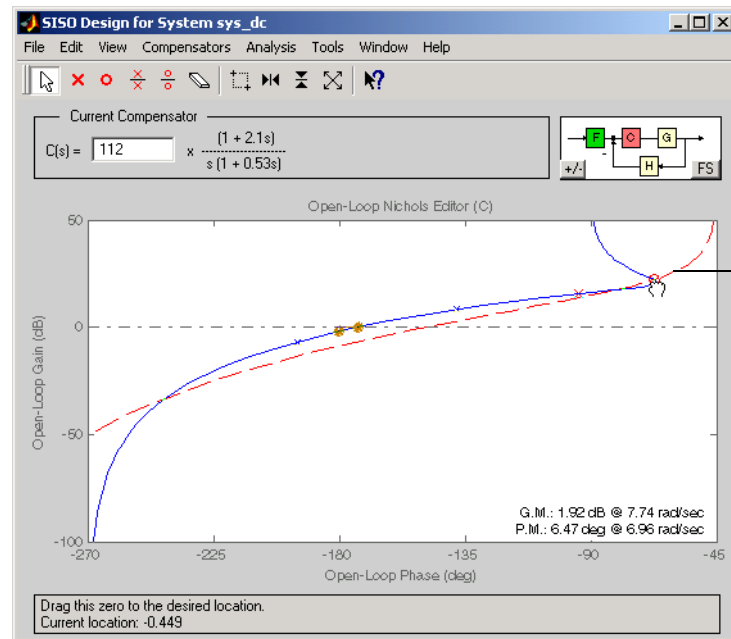 SISO Design for System sys_dc
File Edit View Compensators Analysis Tools Window Help
Current Compensator
C(s) = 112 x (1 + 2.1s)
s (1 + 0.53s)
F C G
H
+/- FS
Open-Loop Nichols Editor (C)
50
0
-50
-100
Open-Loop Gain (dB)
G.M.: 1.92 dB @ 7.74 rad/sec
P.M.: 6.47 deg @ 6.96 rad/sec
-270 -225 -180 -135 -90 -45
Open-Loop Phase (deg)
Drag this zero to the desired location.
Current location: -0.449